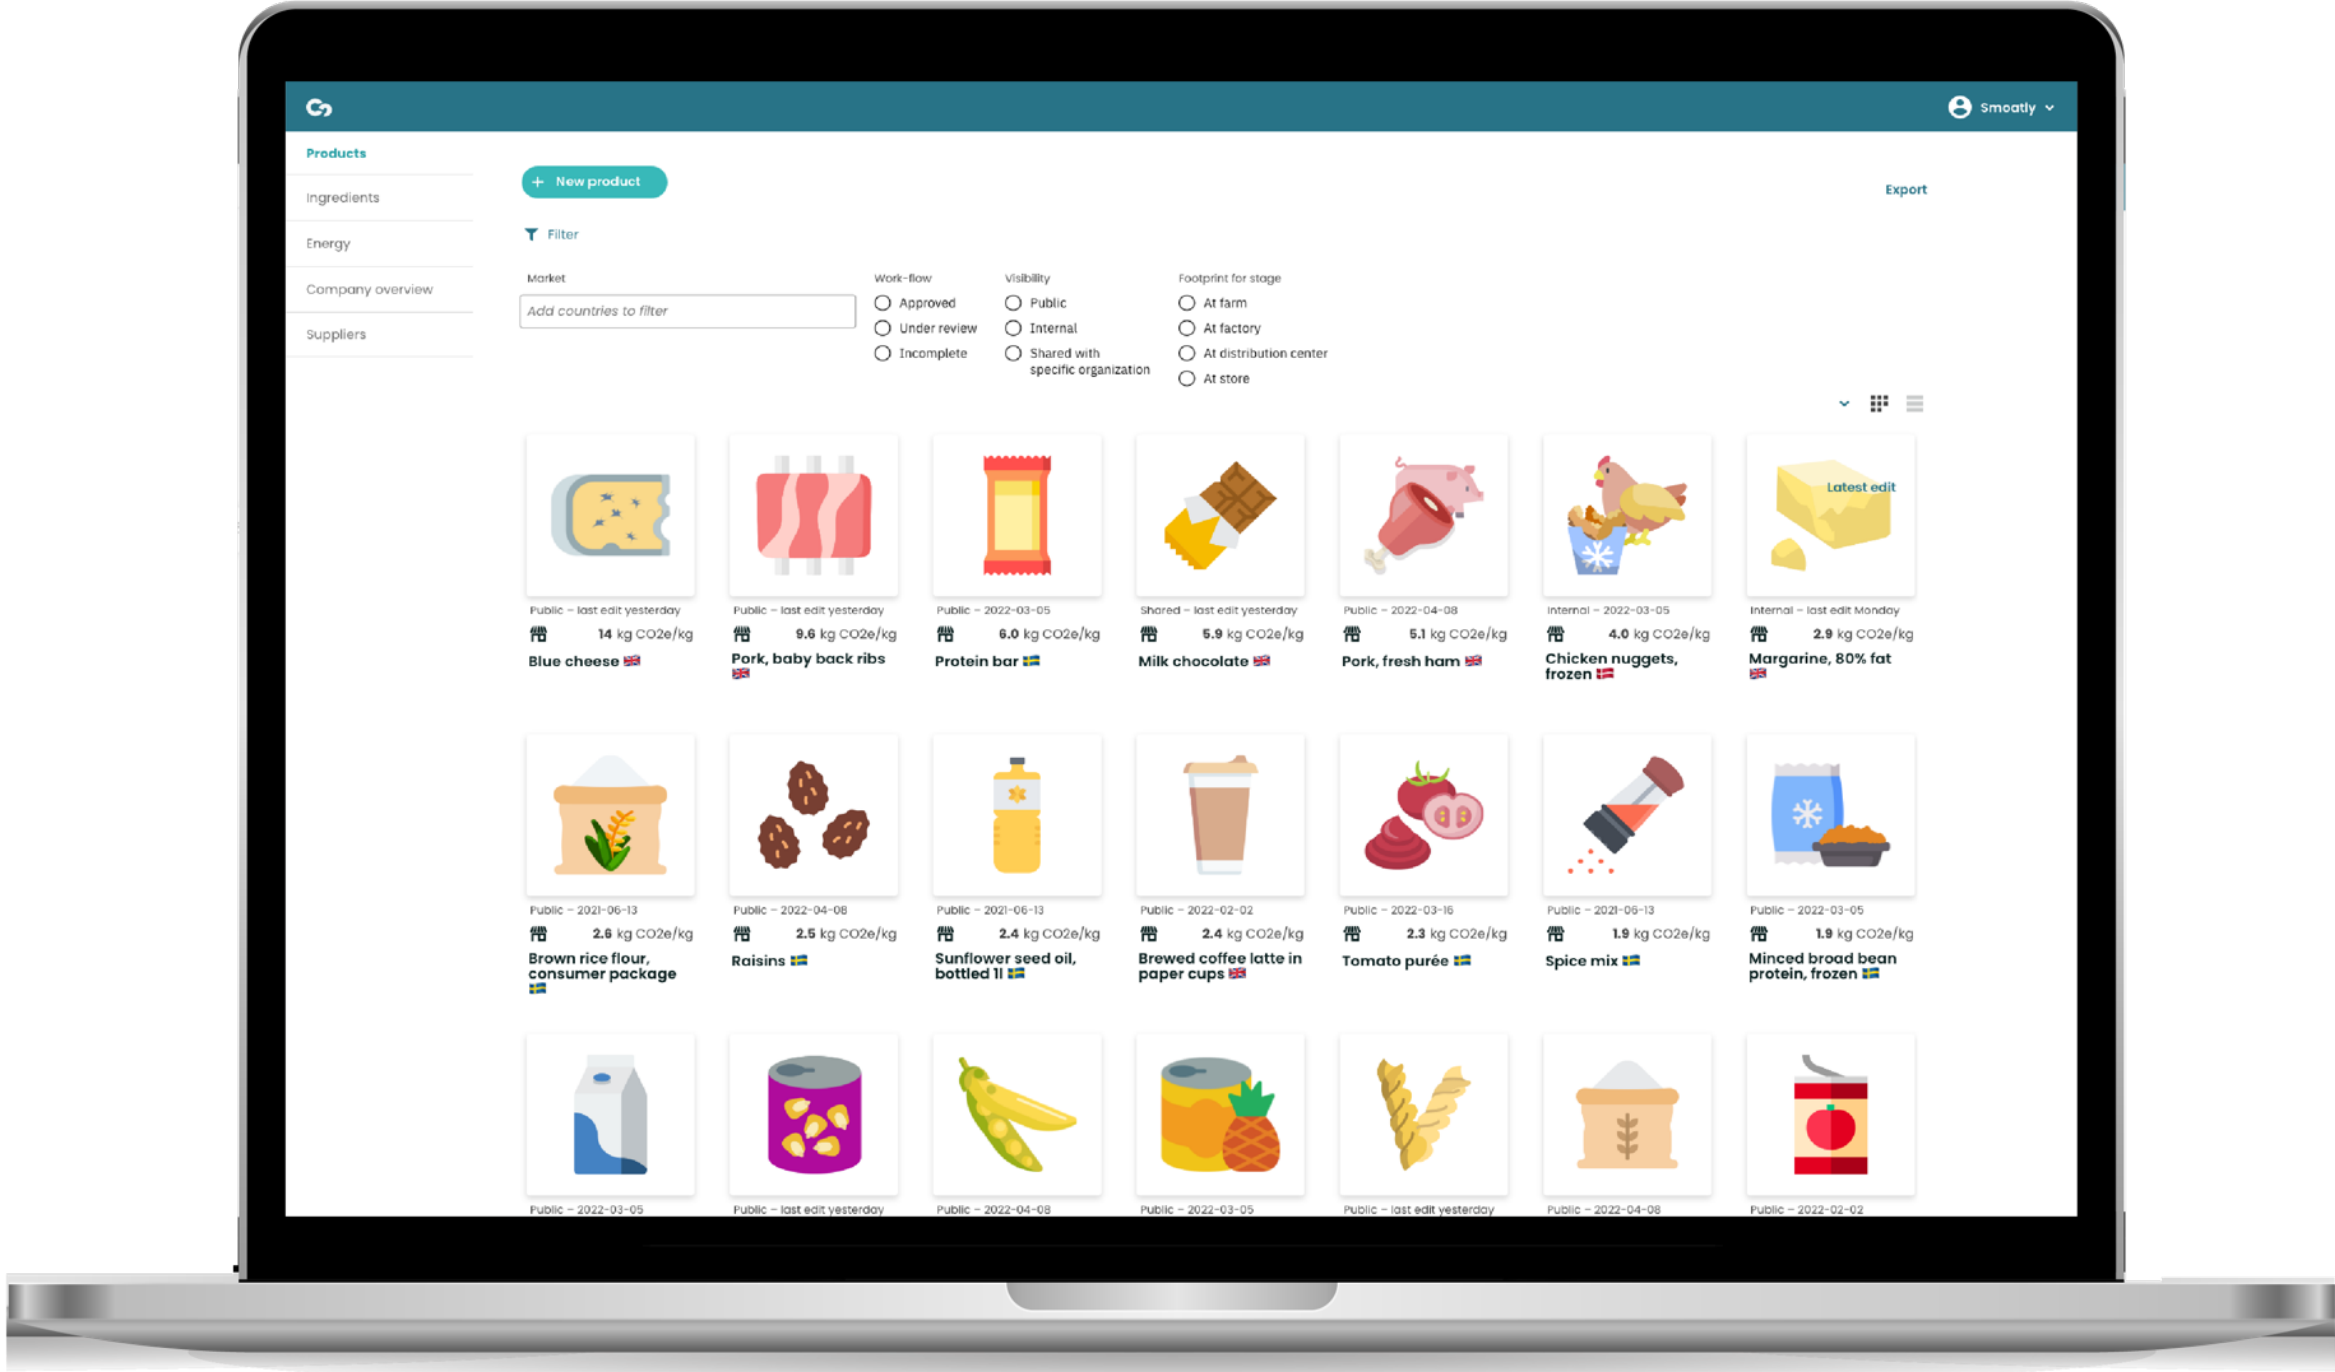 Smoatly
Products
Ingredients
Energy
Company overview
Suppliers
+ New product
Export
Filter
Market
Add countries to filter
Work-flow
Approved
Under review
Incomplete
Visibility
Public
Internal
Shared with
specific organization
Footprint for stage
At farm
At factory
At distribution center
At store
Latest edit
Public – last edit yesterday
14 kg CO2e/kg
Blue cheese
Public – last edit yesterday
9.6 kg CO2e/kg
Pork, baby back ribs
Public – 2022-03-05
6.0 kg CO2e/kg
Protein bar
Shared – last edit yesterday
5.9 kg CO2e/kg
Milk chocolate
Public – 2022-04-08
5.1 kg CO2e/kg
Pork, fresh ham
Internal – 2022-03-05
4.0 kg CO2e/kg
Chicken nuggets,
frozen
Internal – last edit Monday
2.9 kg CO2e/kg
Margarine, 80% fat
Public – 2021-06-13
2.6 kg CO2e/kg
Brown rice flour,
consumer package
Public – 2022-04-08
2.5 kg CO2e/kg
Raisins
Public – 2021-06-13
2.4 kg CO2e/kg
Sunflower seed oil,
bottled 1l
Public – 2022-02-02
2.4 kg CO2e/kg
Brewed coffee latte in
paper cups
Public – 2022-03-16
2.3 kg CO2e/kg
Tomato purée
Public – 2021-06-13
1.9 kg CO2e/kg
Spice mix
Public – 2022-03-05
1.9 kg CO2e/kg
Minced broad bean
protein, frozen
Public – 2022-03-05
Public – last edit yesterday
Public – 2022-04-08
Public – 2022-03-05
Public – last edit yesterday
Public – 2022-04-08
Public – 2022-02-02